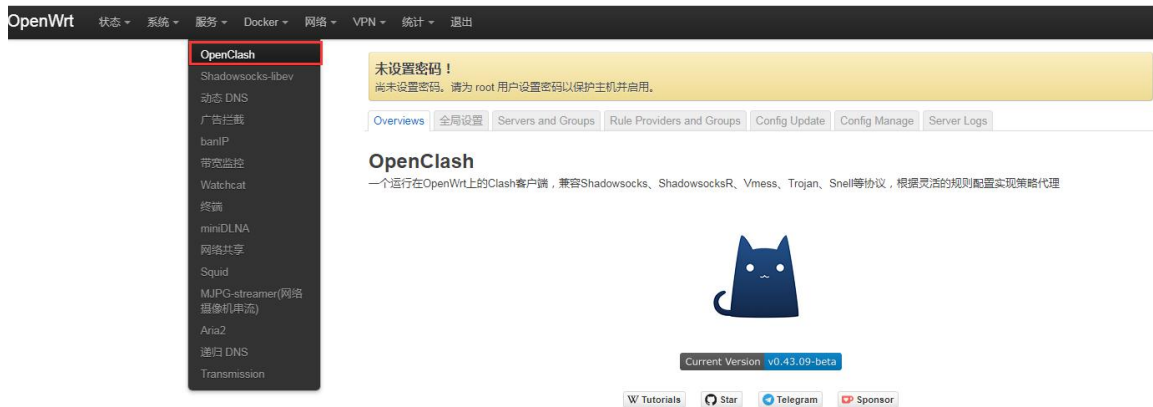 OpenWrt 状态 系统 服务 Docker 网络 VPN 统计 退出
OpenClash
Shadowsocks-libev
动态 DNS
广告拦截
banIP
带宽监控
Watchcat
终端
miniDLNA
网络共享
Squid
MJPG-streamer(网络
摄像机串流)
Aria2
递归 DNS
Transmission
未设置密码！
尚未设置密码。请为 root 用户设置密码以保护主机并启用。
Overviews 全局设置 Servers and Groups Rule Providers and Groups Config Update Config Manage Server Logs
OpenClash
一个运行在OpenWrt上的Clash客户端，兼容Shadowsocks、ShadowsocksR、Vmess、Trojan、Snell等协议，根据灵活的规则配置实现策略代理
Current Version v0.43.09-beta
W Tutorials Star Telegram Sponsor